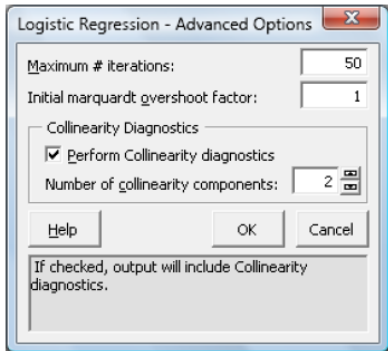 Logistic Regression - Advanced Options
Maximum # iterations: 50
Initial marquardt overshoot factor: 1
Collinearity Diagnostics
Perform Collinearity diagnostics
Number of collinearity components: 2
Help OK Cancel
If checked, output will include Collinearity
diagnostics.